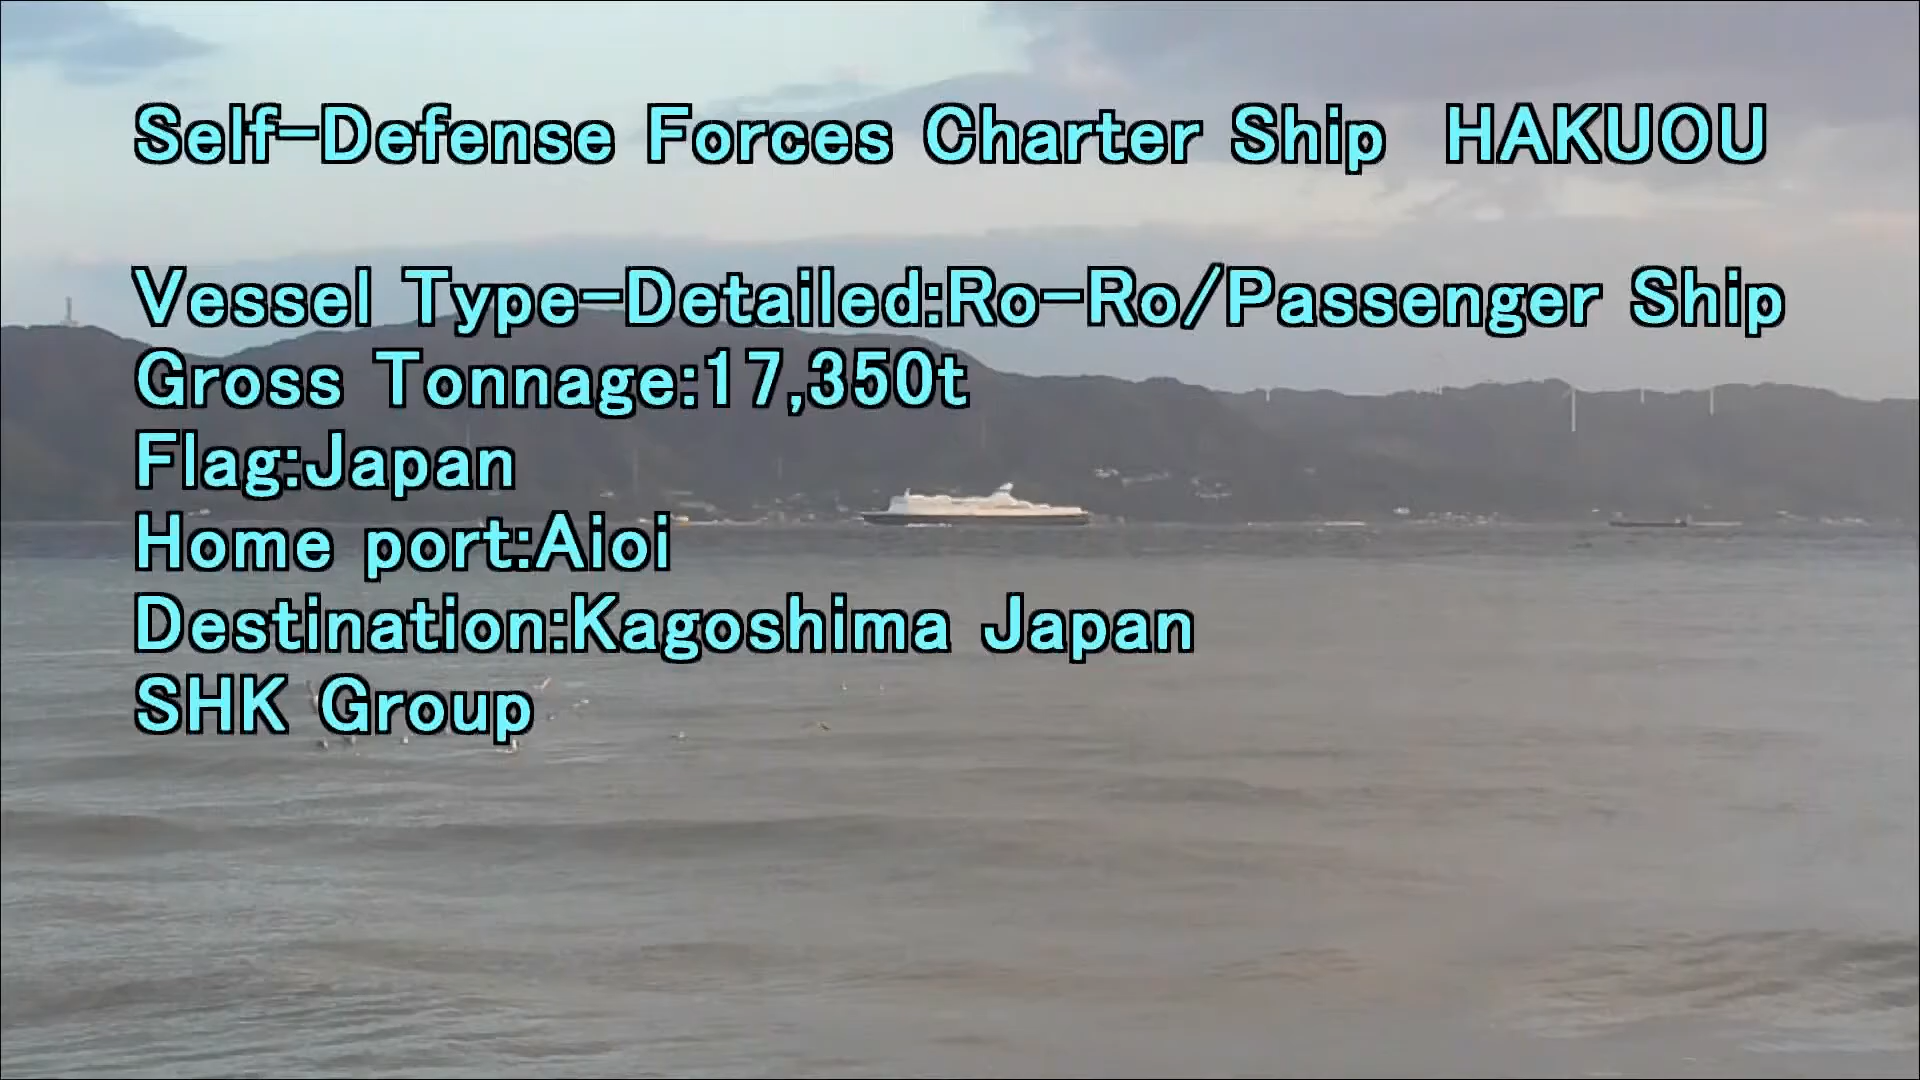 Self-Defense Forces Charter Ship  HAKUOU
Vessel Type-Detailed:Ro-Ro/Passenger Ship
Gross Tonnage:17,350t
Flag:Japan
Home port:Aioi
Destination:Kagoshima Japan
SHK Group